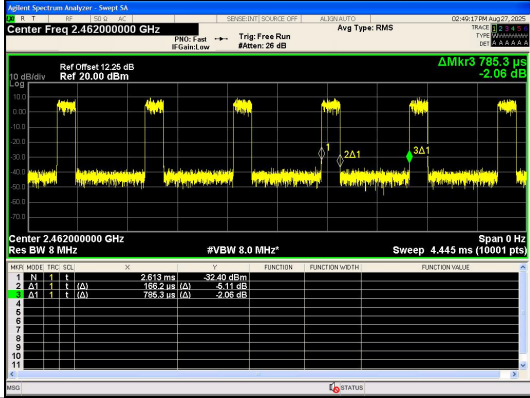 Agilent Spectrum Analyzer - Swept SA
R T RF 50 Ω AC SENSE:INT SOURCE OFF ALIGN AUTO 02:49:17 PM Aug 27, 2025
Center Freq 2.462000000 GHz PNO: Fast Trig: Free Run Avg Type: RMS TRACE 1 2 3 4 5 6
IFGain:Low #Atten: 26 dB TYPE
DET A A A A A A
Ref Offset 12.25 dB ΔMkr3 785.3 µs
10 dB/div Ref 20.00 dBm -2.06 dB
Log
10.0
0.00
-10.0
-20.0
1 2Δ1 3Δ1
-30.0
-40.0
-50.0
-60.0
-70.0
Center 2.462000000 GHz Span 0 Hz
Res BW 8 MHz #VBW 8.0 MHz* Sweep 4.445 ms (10001 pts)
MKR MODE TRC SCL X Y FUNCTION FUNCTION WIDTH FUNCTION VALUE
1 N 1 t 2.613 ms -32.40 dBm
2 Δ1 1 t (Δ) 166.2 µs (Δ) -5.11 dB
3 Δ1 1 t (Δ) 785.3 µs (Δ) -2.06 dB
4
5
6
7
8
9
10
11
MSG STATUS